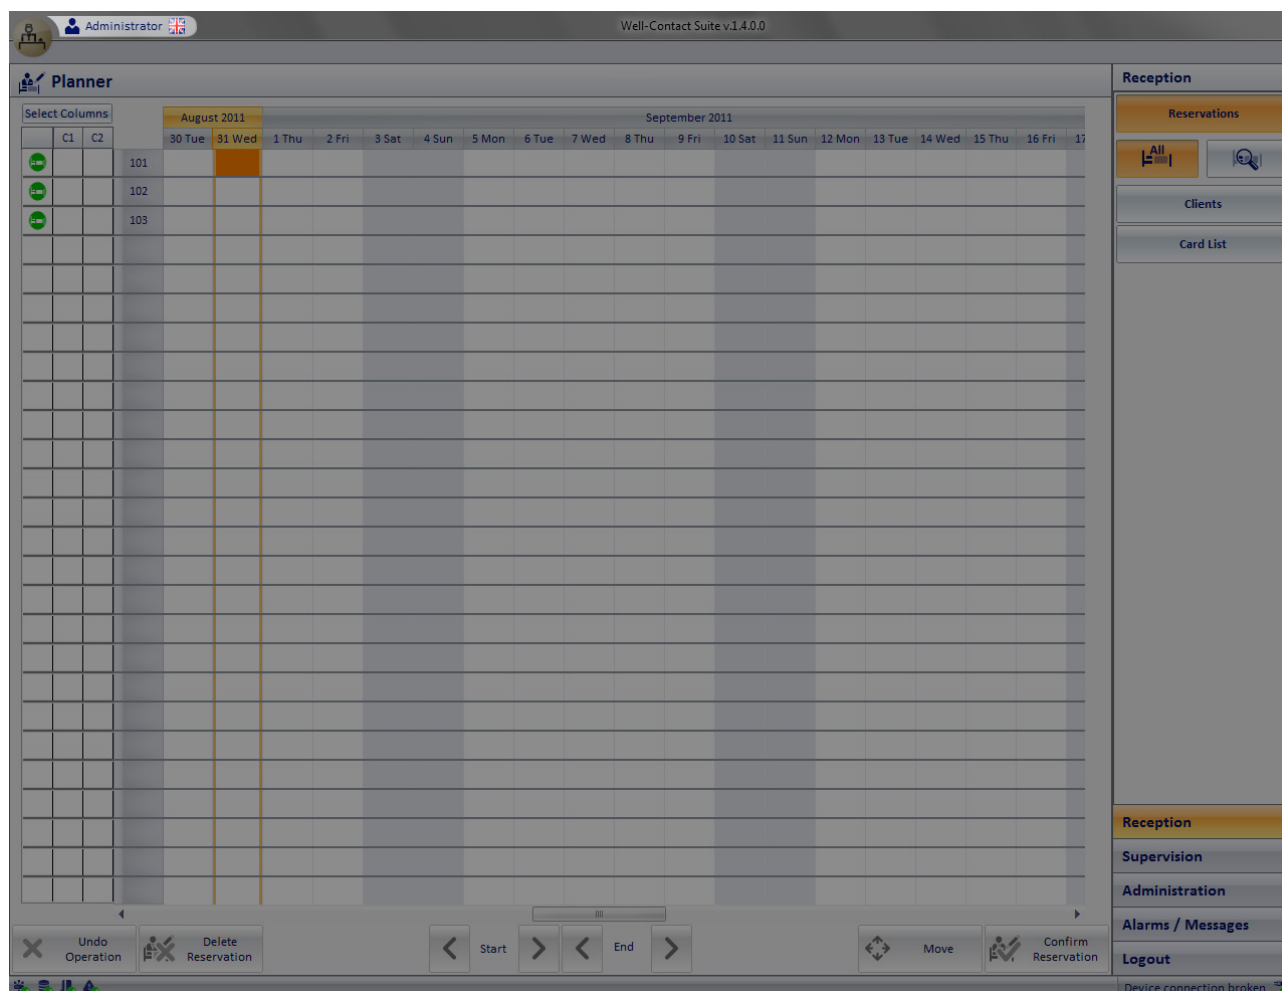 Administrator
Well-Contact Suite v.1.4.0.0
Planner
Reception
Select Columns
August 2011
September 2011
Reservations
C1 C2
30 Tue 31 Wed 1 Thu 2 Fri 3 Sat 4 Sun 5 Mon 6 Tue 7 Wed 8 Thu 9 Fri 10 Sat 11 Sun 12 Mon 13 Tue 14 Wed 15 Thu 16 Fri 17
101
All
102
Clients
103
Card List
Reception
Supervision
Administration
Alarms / Messages
Undo
Operation
Delete
Reservation
Start
End
Move
Confirm
Reservation
Logout
Device connection broken